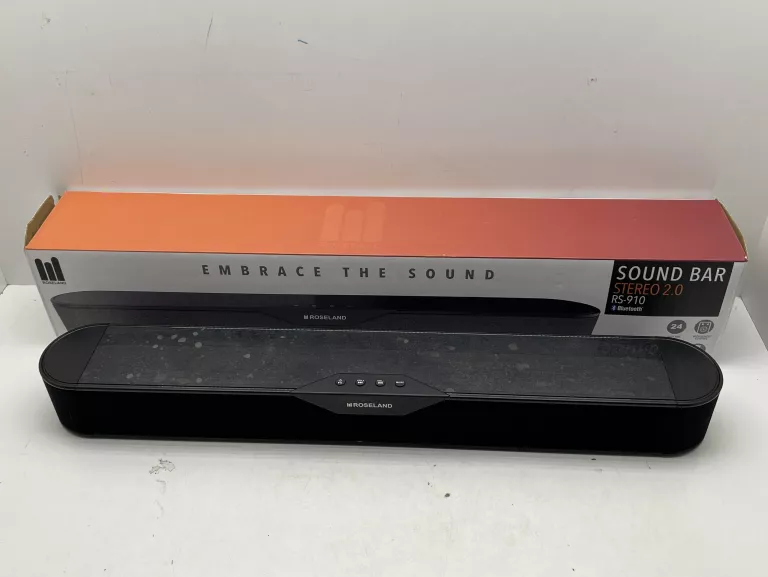 ROSELAND
EMBRACE THE SOUND
SOUND BAR
STEREO 2.0
RS-910
Bluetooth
24
ROSELAND
ROSELAND